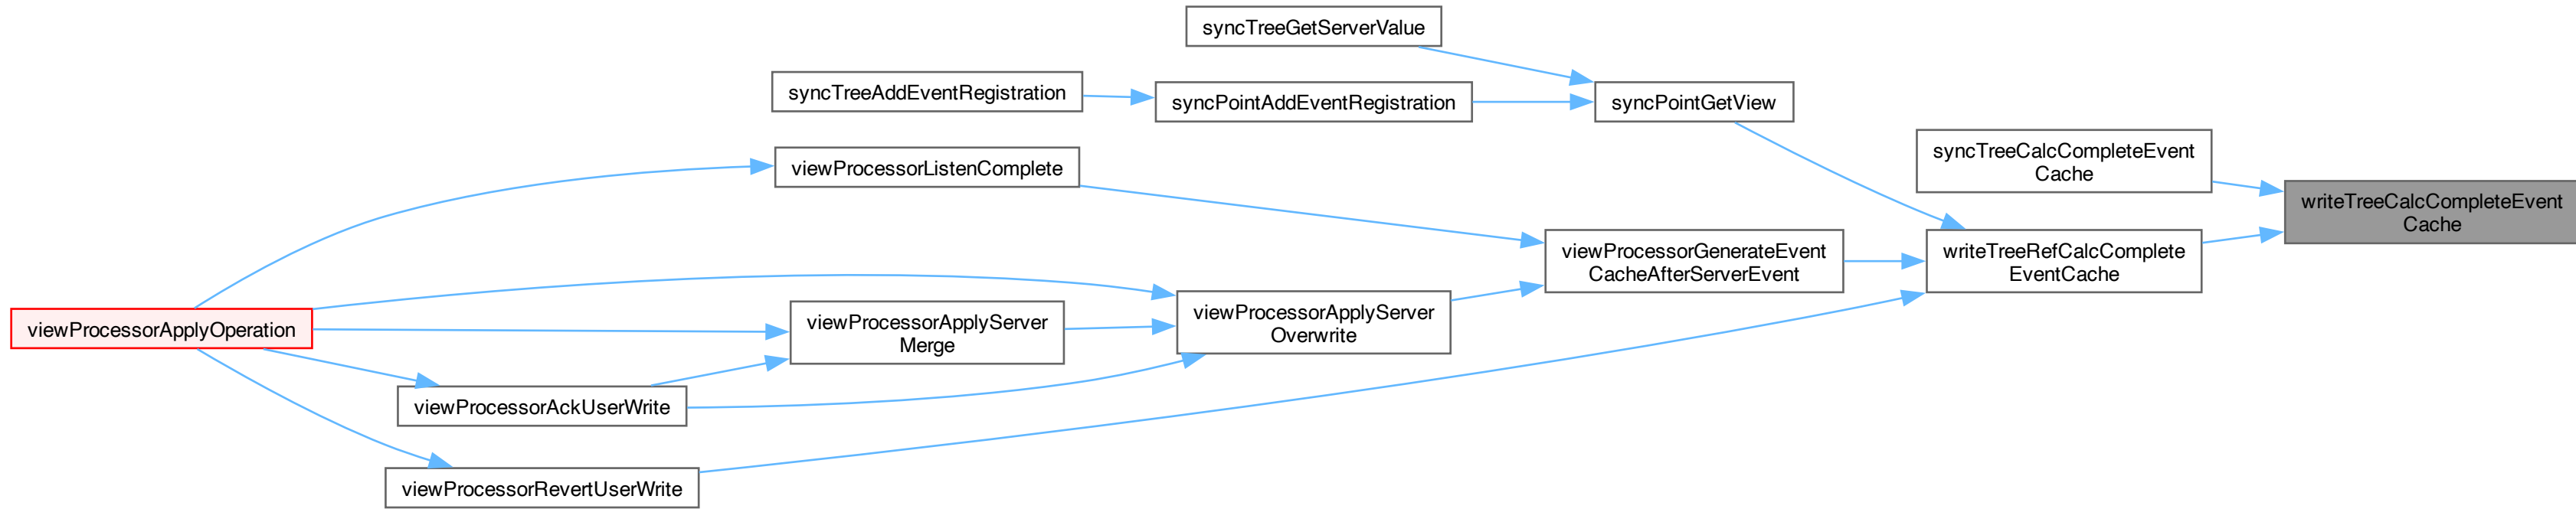 syncTreeGetServerValue
syncTreeAddEventRegistration
syncPointAddEventRegistration
syncPointGetView
syncTreeCalcCompleteEvent
Cache
viewProcessorListenComplete
writeTreeCalcCompleteEvent
Cache
viewProcessorGenerateEvent
CacheAfterServerEvent
writeTreeRefCalcComplete
EventCache
viewProcessorApplyOperation
viewProcessorApplyServer
Merge
viewProcessorApplyServer
Overwrite
viewProcessorAckUserWrite
viewProcessorRevertUserWrite